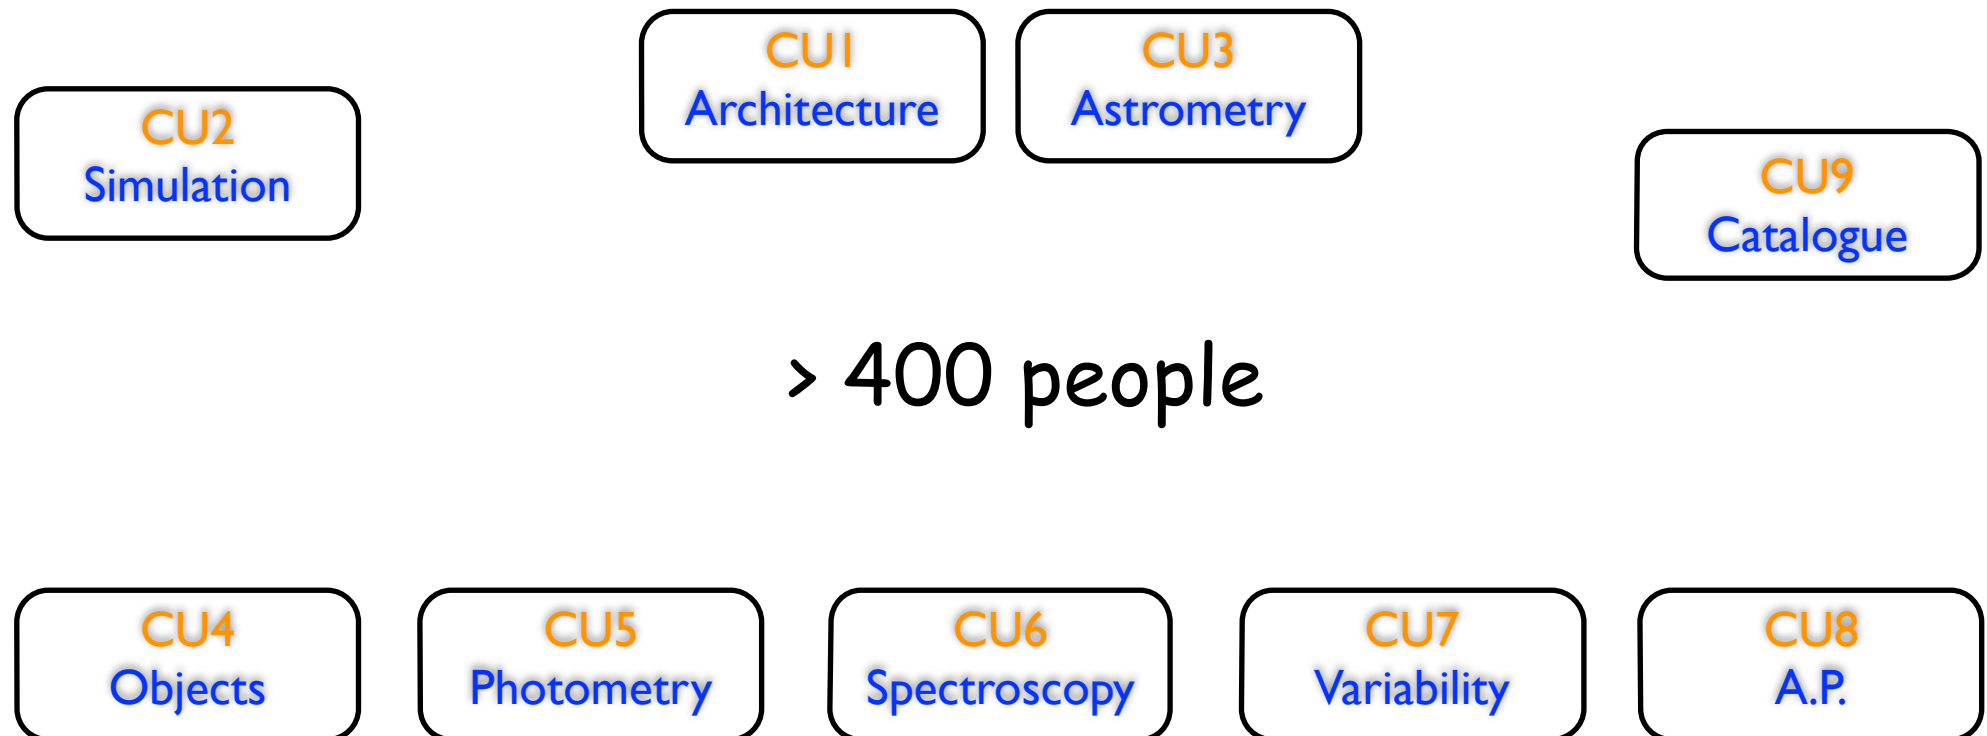 CU1
Architecture
CU3
Astrometry
CU2
Simulation
CU9
Catalogue
> 400 people
CU4
Objects
CU5
Photometry
CU6
Spectroscopy
CU7
Variability
CU8
A.P.